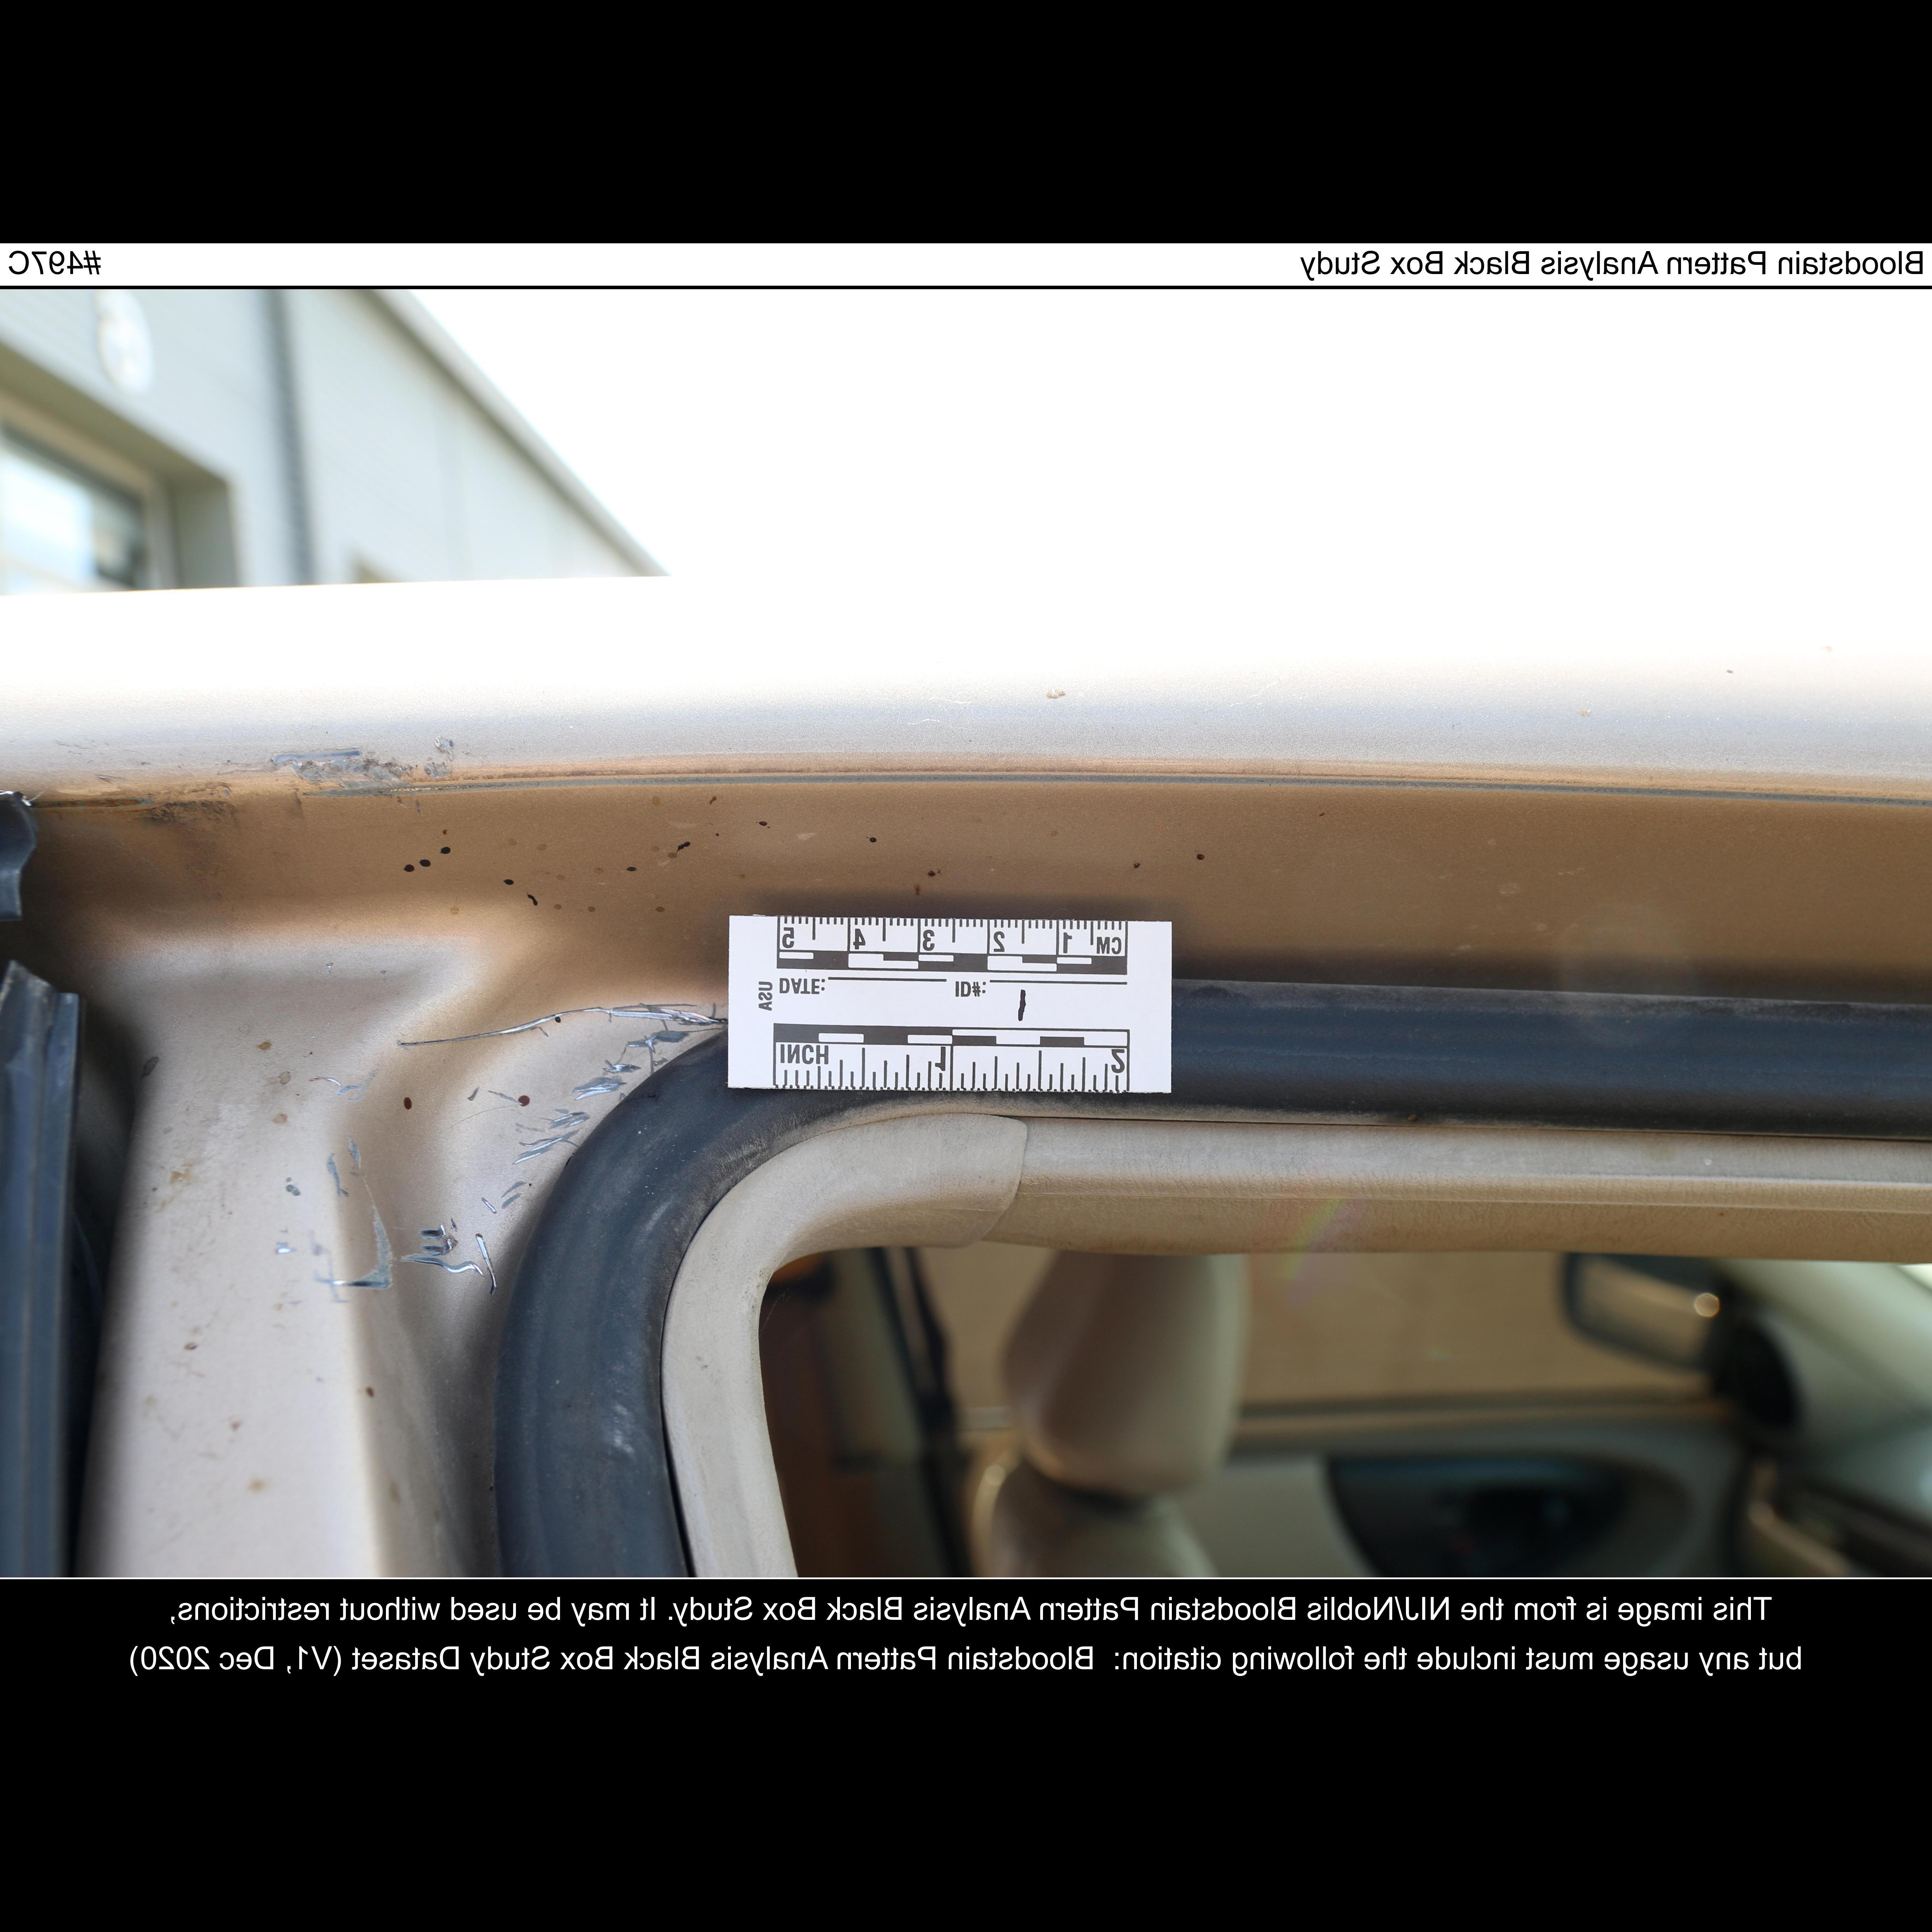 Bloodstain Pattern Analysis Black Box Study
#497C
CM 1 2 3 4 5
ID#: 1 DATE:
USA
INCH 1 2
This image is from the NIJ/Noblis Bloodstain Pattern Analysis Black Box Study. It may be used without restrictions,
but any usage must include the following citation:  Bloodstain Pattern Analysis Black Box Study Dataset (V1, Dec 2020)